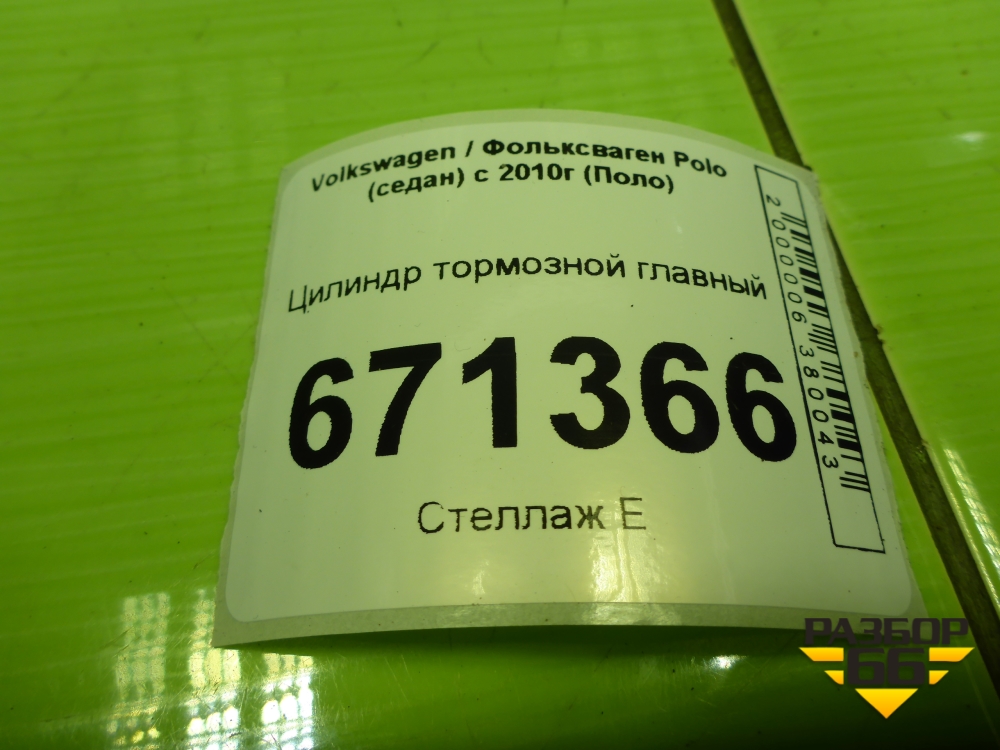 Volkswagen / Фольксваген Polo
(седан) с 2010г (Поло)
Цилиндр тормозной главный
671366
Стеллаж Е
2000006380043
РАЗБОР
66